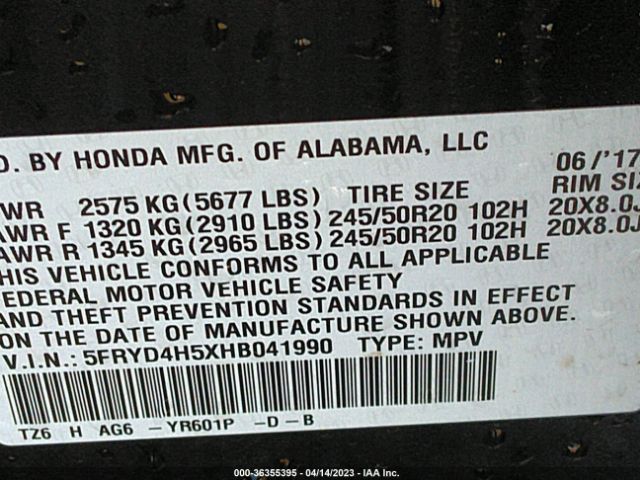 D. BY HONDA MFG. OF ALABAMA, LLC 06/'17
WR 2575 KG (5677 LBS) TIRE SIZE RIM SIZ
AWR F 1320 KG (2910 LBS) 245/50R20 102H 20X8.0J
AWR R 1345 KG (2965 LBS) 245/50R20 102H 20X8.0J
THIS VEHICLE CONFORMS TO ALL APPLICABLE
FEDERAL MOTOR VEHICLE SAFETY
AND THEFT PREVENTION STANDARDS IN EFFECT
ON THE DATE OF MANUFACTURE SHOWN ABOVE.
V.I.N.: 5FRYD4H5XHB041990 TYPE: MPV
TZ6 H AG6 - YR601P -D-B
000-36355395 - 04/14/2023 - IAA Inc.